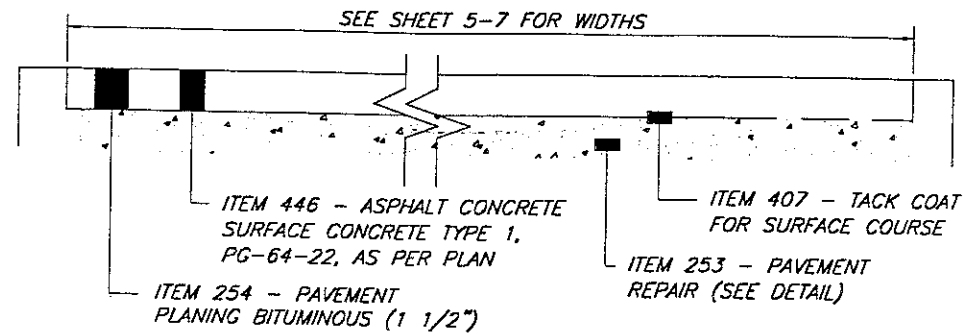 SEE SHEET 5-7 FOR WIDTHS
ITEM 446 - ASPHALT CONCRETE
SURFACE CONCRETE TYPE 1,
PG-64-22, AS PER PLAN
ITEM 254 - PAVEMENT
PLANING BITUMINOUS (1 1/2")
ITEM 407 - TACK COAT
FOR SURFACE COURSE
ITEM 253 - PAVEMENT
REPAIR (SEE DETAIL)